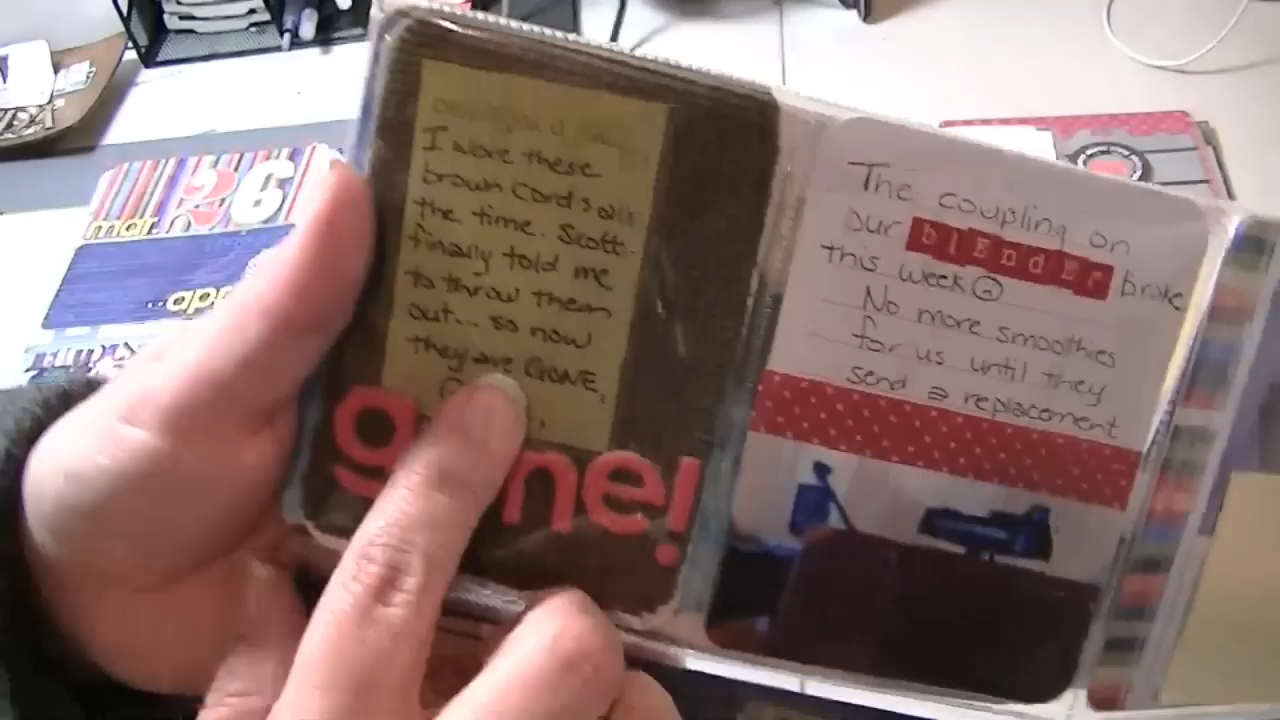 mar. 26
I wore these
brown cords all
the time. Scott
finally told me
to throw them
out... so now
they are GONE.
gone!
The coupling on
our blEndEr broke
this week
No more smoothies
for us until they
send a replacement